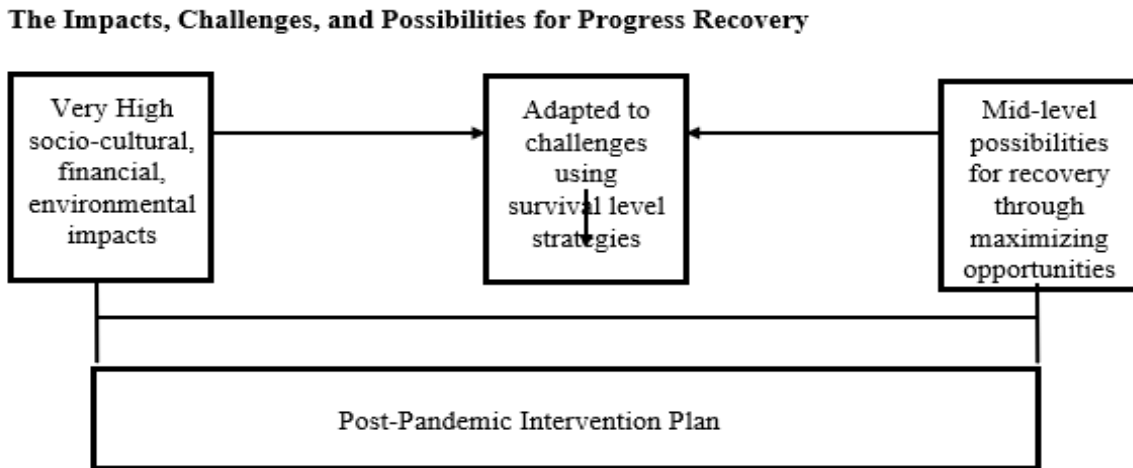 The Impacts, Challenges, and Possibilities for Progress Recovery
Very High
socio-cultural,
financial,
environmental
impacts
Adapted to
challenges
using
survival level
strategies
Mid-level
possibilities
for recovery
through
maximizing
opportunities
Post-Pandemic Intervention Plan